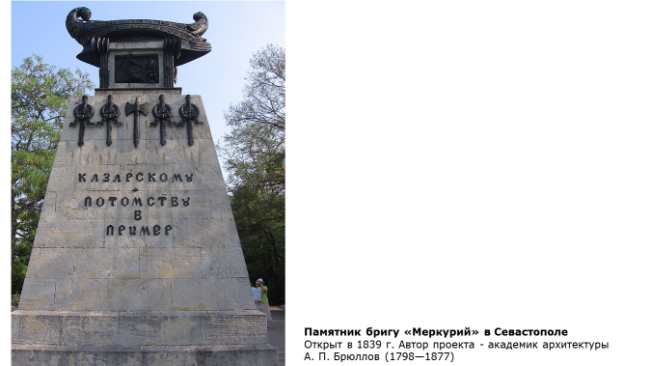 КАЗАРСКОМУ
ПОТОМСТВУ
В
ПРИМЕР
Памятник бригу «Меркурий» в Севастополе
Открыт в 1839 г. Автор проекта - академик архитектуры
А. П. Брюллов (1798—1877)